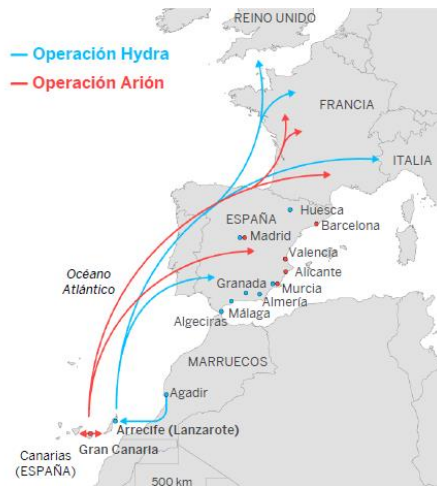 REINO UNIDO
Operación Hydra
Operación Arión
FRANCIA
ITALIA
ESPAÑA
Huesca
Madrid
Barcelona
Océano
Atlántico
Valencia
Alicante
Granada
Murcia
Almería
Málaga
Algeciras
MARRUECOS
Agadir
Arrecife (Lanzarote)
Canarias
(ESPAÑA)
Gran Canaria
500 km